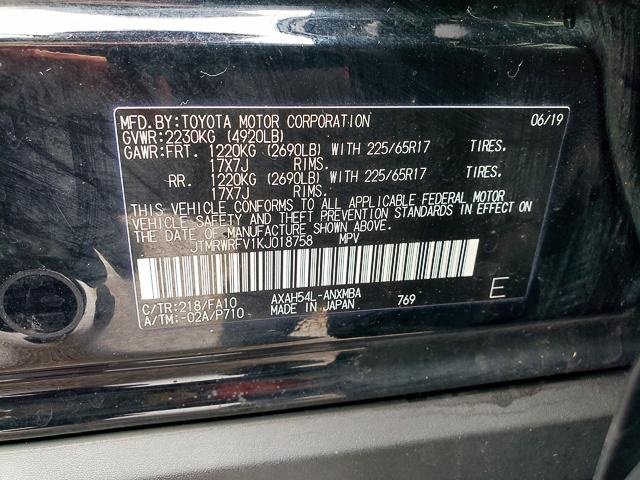 MFD.BY:TOYOTA MOTOR CORPORATION 06/19
GVWR:2230KG (4920LB)
GAWR:FRT. 1220KG (2690LB) WITH 225/65R17 TIRES.
17X7J RIMS.
RR. 1220KG (2690LB) WITH 225/65R17 TIRES.
17X7J RIMS.
THIS VEHICLE CONFORMS TO ALL APPLICABLE FEDERAL MOTOR
VEHICLE SAFETY AND THEFT PREVENTION STANDARDS IN EFFECT ON
THE DATE OF MANUFACTURE SHOWN ABOVE.
JTMRWRFV1KJ018758 MPV
C/TR:218/FA10 AXAH54L-ANXMBA E
A/TM:-02A/P710 MADE IN JAPAN 769